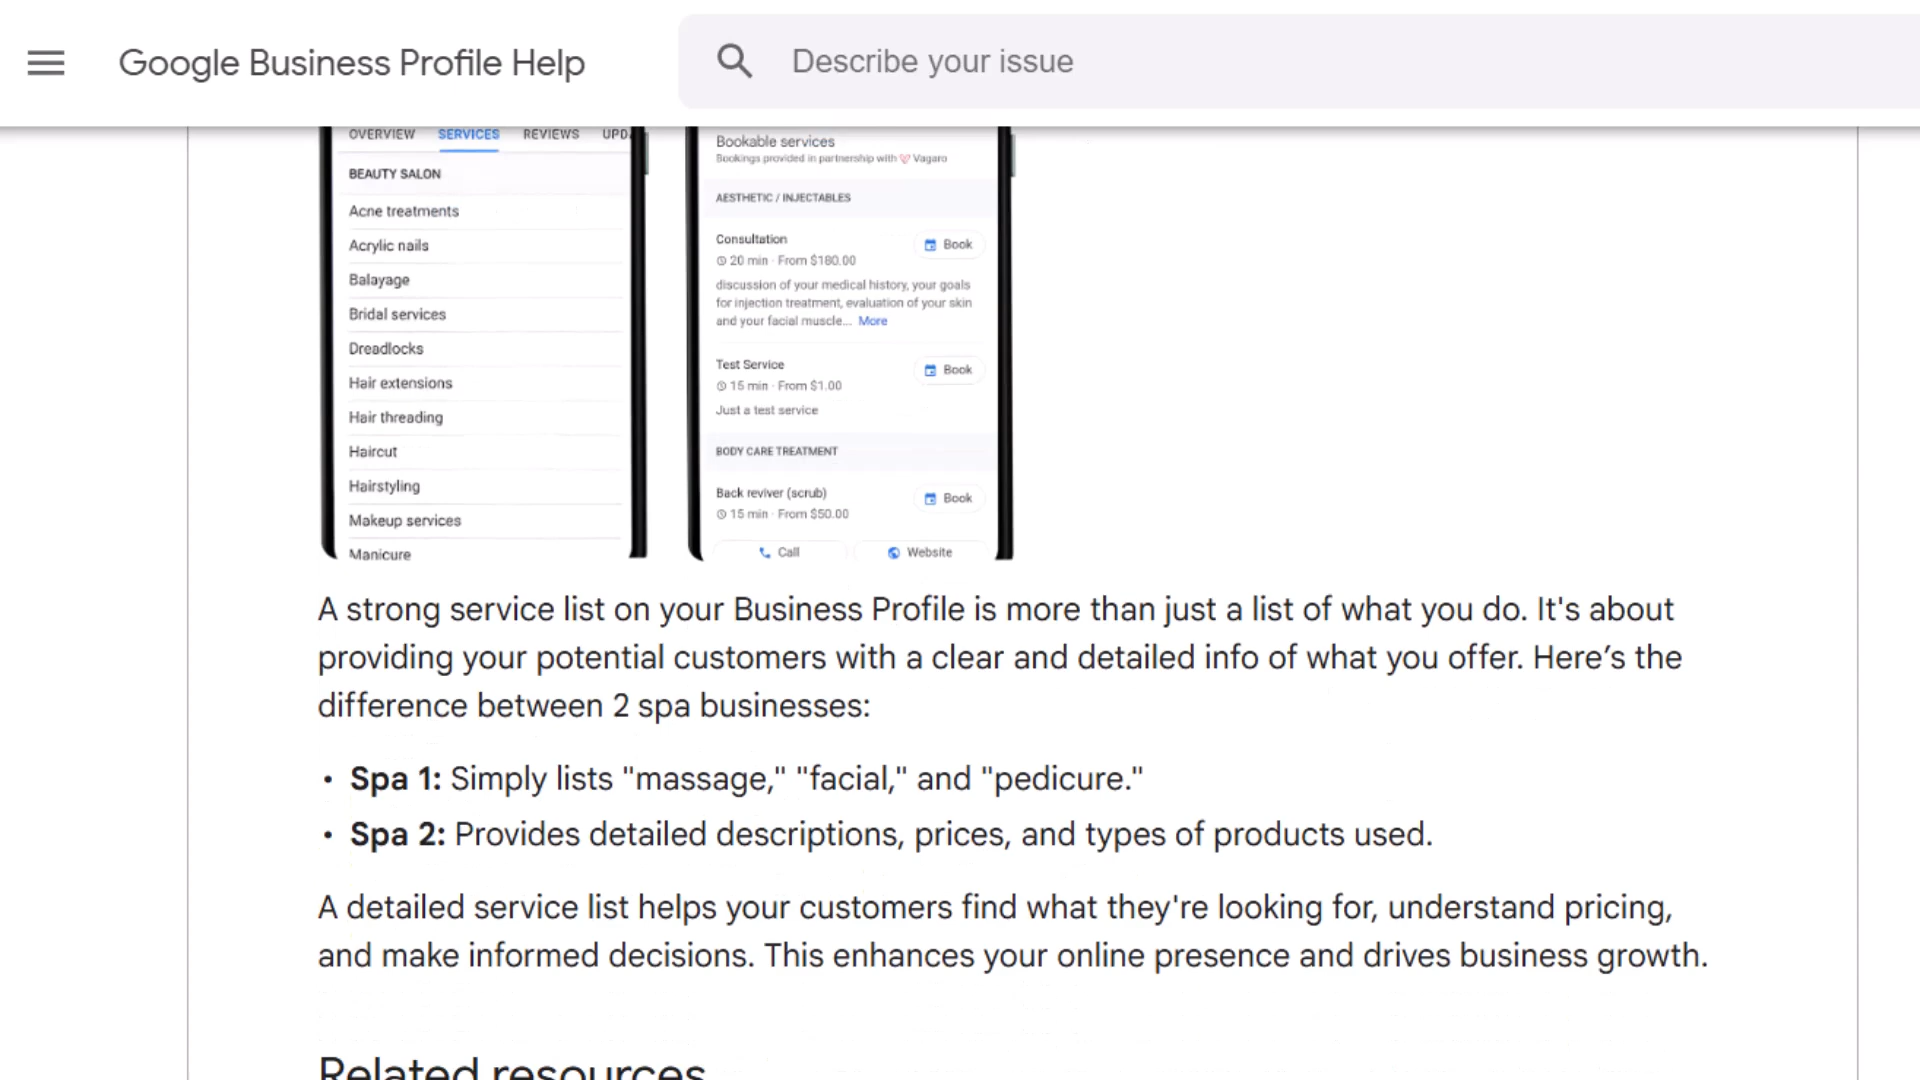 Google Business Profile Help
Describe your issue
OVERVIEW SERVICES REVIEWS
BEAUTY SALON
Acne treatments
Acrylic nails
Balayage
Bridal services
Dreadlocks
Hair extensions
Hair threading
Haircut
Hairstyling
Makeup services
Manicure
Bookable services
Bookings provided in partnership with Vagaro
AESTHETIC / INJECTABLES
Consultation
Book
20 min · From $180.00
discussion of your medical history, your goals
for injection treatment, evaluation of your skin
and your facial muscle... More
Test Service
Book
15 min · From $1.00
Just a test service
BODY CARE TREATMENT
Back reviver (scrub)
Book
15 min · From $50.00
Call
Website
A strong service list on your Business Profile is more than just a list of what you do. It's about
providing your potential customers with a clear and detailed info of what you offer. Here’s the
difference between 2 spa businesses:
• Spa 1: Simply lists "massage," "facial," and "pedicure."
• Spa 2: Provides detailed descriptions, prices, and types of products used.
A detailed service list helps your customers find what they're looking for, understand pricing,
and make informed decisions. This enhances your online presence and drives business growth.
Related resources